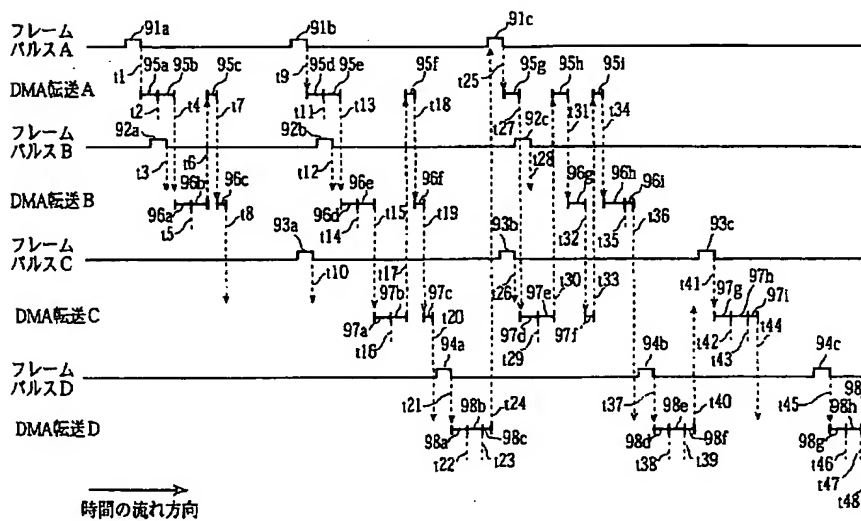 フレーム
パルスA
91a
91b
91c
t1
t9
t25
DMA転送A
95a
95b
95c
95d
95e
95f
95g
95h
95i
t2
t4
t7
t11
t13
t18
t27
t31
t34
フレーム
パルスB
92a
92b
92c
t3
t6
t12
t28
DMA転送B
96a
96b
96c
96d
96e
96f
96g
96h
96i
t5
t8
t14
t15
t19
t32
t35
t36
フレーム
パルスC
93a
93b
93c
t10
t17
t26
t30
t33
t41
DMA転送C
97a
97b
97c
97d
97e
97f
97g
97h
97i
t16
t20
t29
t42
t43
t44
フレーム
パルスD
94a
94b
94c
t21
t24
t37
t40
t45
DMA転送D
98a
98b
98c
98d
98e
98f
98g
98h
98
t22
t23
t38
t39
t46
t47
t48
時間の流れ方向